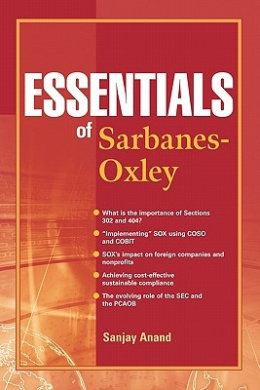 ESSENTIALS
of Sarbanes-
Oxley
• What is the importance of Sections
302 and 404?
• "Implementing" SOX using COSO
and COBIT
• SOX's impact on foreign companies and
nonprofits
• Achieving cost-effective
sustainable compliance
• The evolving role of the SEC and
the PCAOB
Sanjay Anand